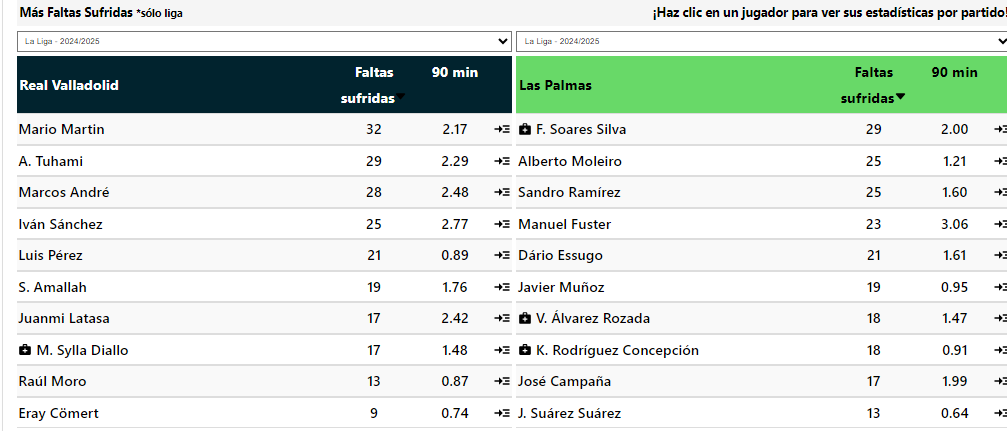 Más Faltas Sufridas *sólo liga ¡Haz clic en un jugador para ver sus estadísticas por partido!
La Liga - 2024/2025 La Liga - 2024/2025
Real Valladolid Faltas sufridas 90 min Las Palmas Faltas sufridas 90 min
Mario Martin 32 2.17 F. Soares Silva 29 2.00
A. Tuhami 29 2.29 Alberto Moleiro 25 1.21
Marcos André 28 2.48 Sandro Ramírez 25 1.60
Iván Sánchez 25 2.77 Manuel Fuster 23 3.06
Luis Pérez 21 0.89 Dário Essugo 21 1.61
S. Amallah 19 1.76 Javier Muñoz 19 0.95
Juanmi Latasa 17 2.42 V. Álvarez Rozada 18 1.47
M. Sylla Diallo 17 1.48 K. Rodríguez Concepción 18 0.91
Raúl Moro 13 0.87 José Campaña 17 1.99
Eray Cömert 9 0.74 J. Suárez Suárez 13 0.64